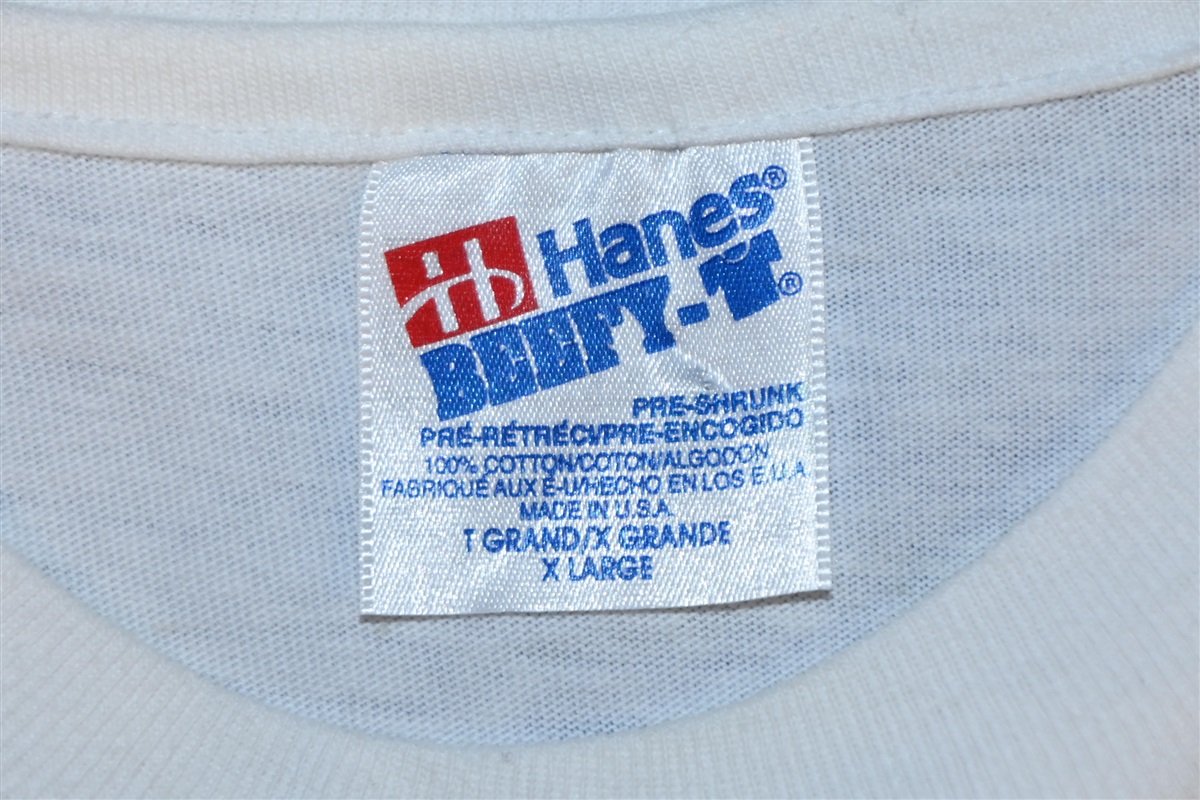 Hanes®
BEEFY-T®
PRE-SHRUNK
PRÉ-RÉTRÉCI/PRE-ENCOGIDO
100% COTTON/COTON/ALGODON
FABRIQUÉ AUX É-U/HECHO EN LOS E.U.A.
MADE IN U.S.A.
T GRAND/X GRANDE
X LARGE